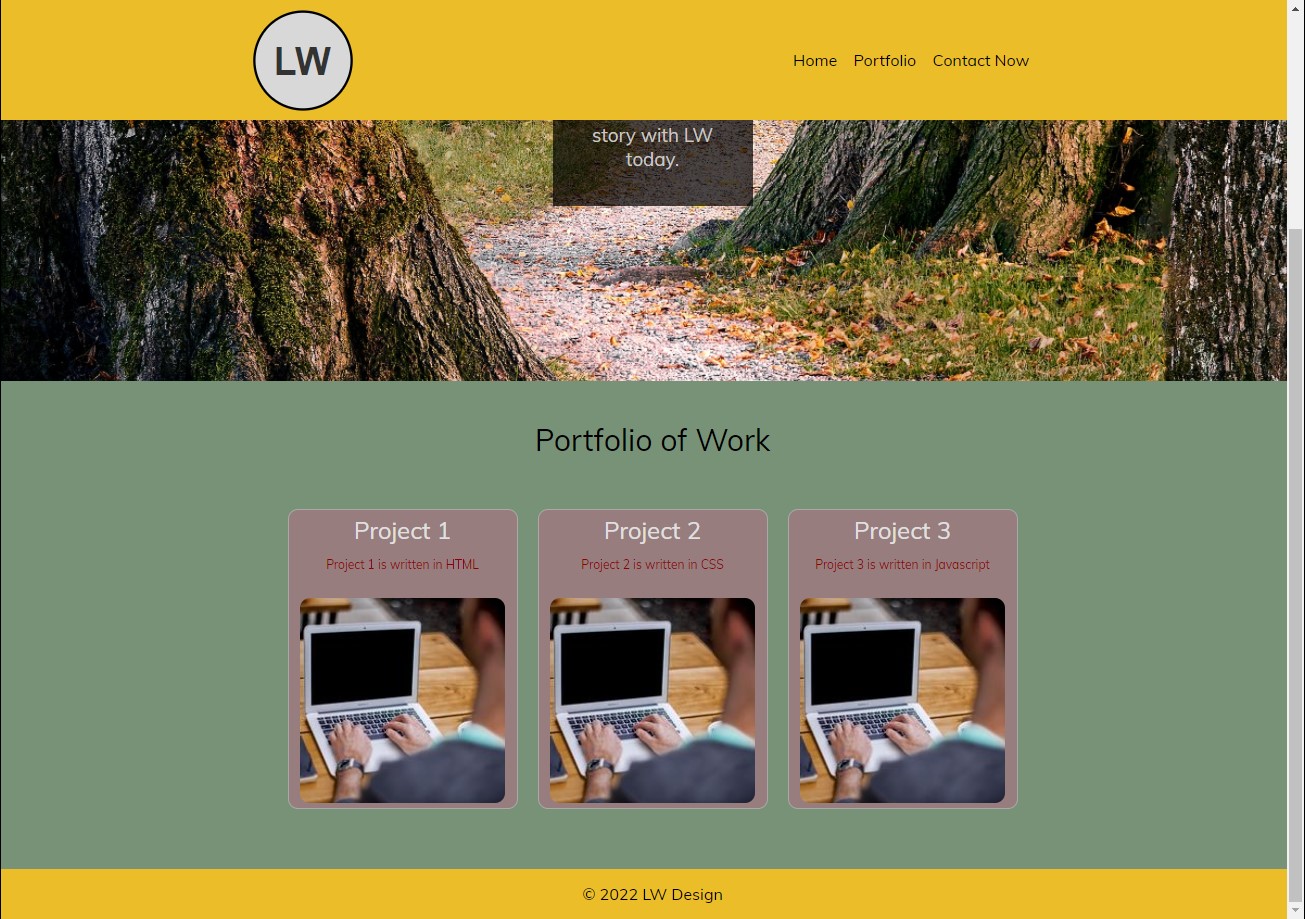 LW
Home Portfolio Contact Now
story with LW
today.
Portfolio of Work
Project 1
Project 1 is written in HTML
Project 2
Project 2 is written in CSS
Project 3
Project 3 is written in Javascript
© 2022 LW Design